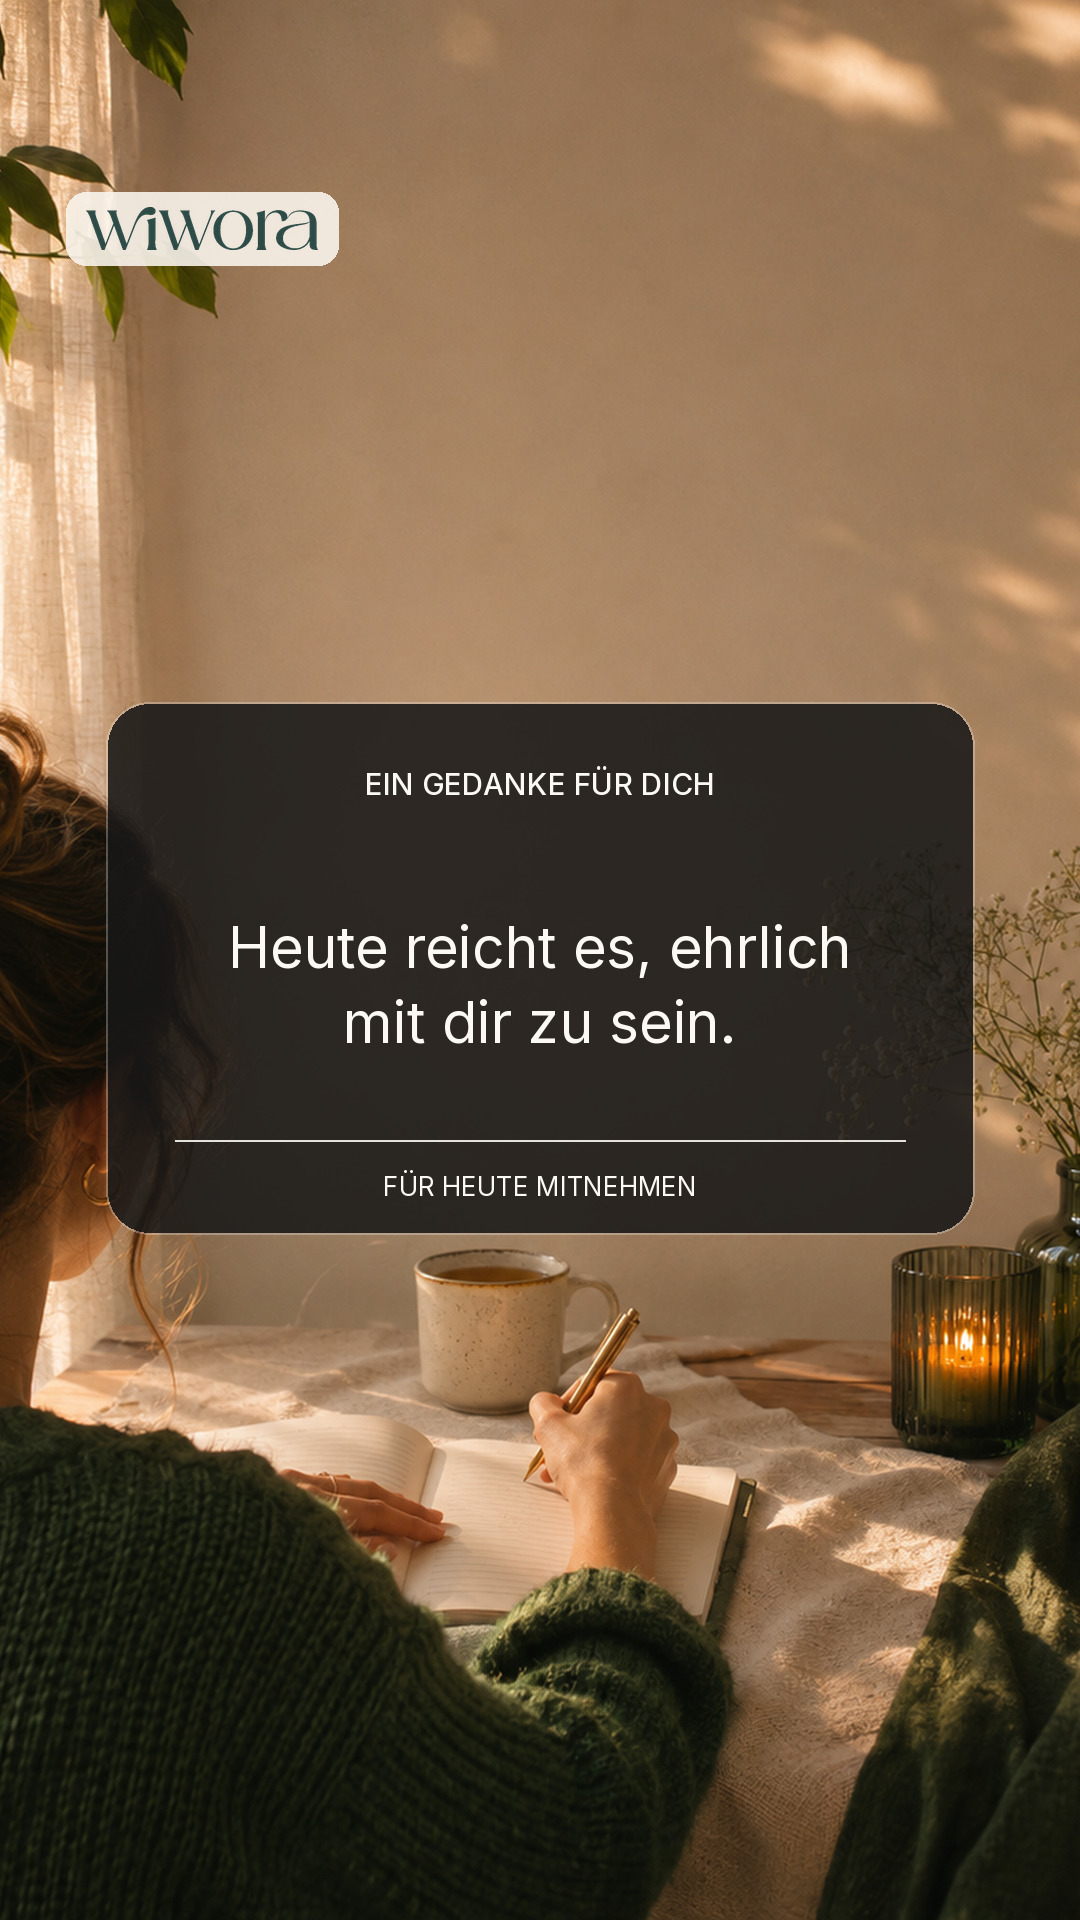 wiwora
EIN GEDANKE FÜR DICH
Heute reicht es, ehrlich
mit dir zu sein.
FÜR HEUTE MITNEHMEN